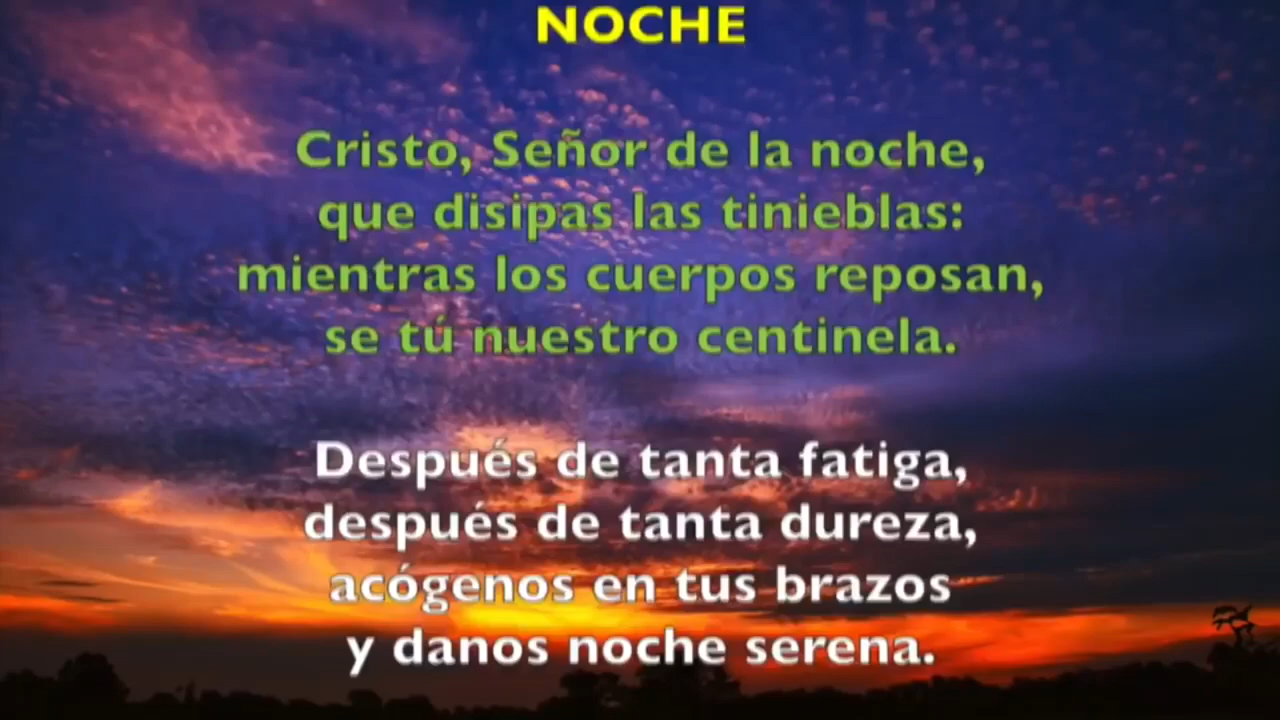 NOCHE
Cristo, Señor de la noche,
que disipas las tinieblas:
mientras los cuerpos reposan,
se tú nuestro centinela.
Después de tanta fatiga,
después de tanta dureza,
acógenos en tus brazos
y danos noche serena.